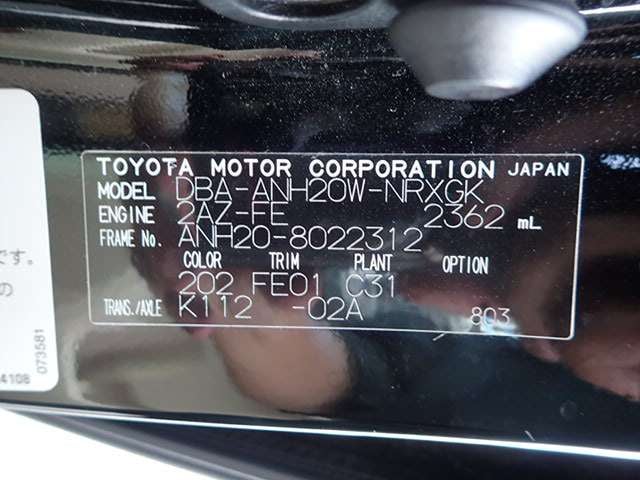 TOYOTA MOTOR CORPORATION JAPAN
MODEL DBA-ANH20W-NRXGK
ENGINE 2AZ-FE 2362 mL
FRAME No. ANH20-8022312
COLOR TRIM PLANT OPTION
202 FE01 C31
TRANS./AXLE K112 -02A 803
です。
の
073581
4108